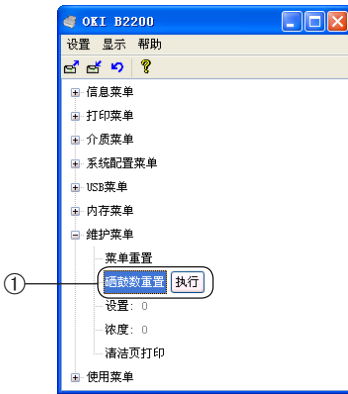 OKI B2200
设置 显示 帮助
信息菜单
打印菜单
介质菜单
系统配置菜单
USB菜单
内存菜单
维护菜单
菜单重置
① 硒鼓数重置 执行
设置: 0
浓度: 0
清洁页打印
使用菜单